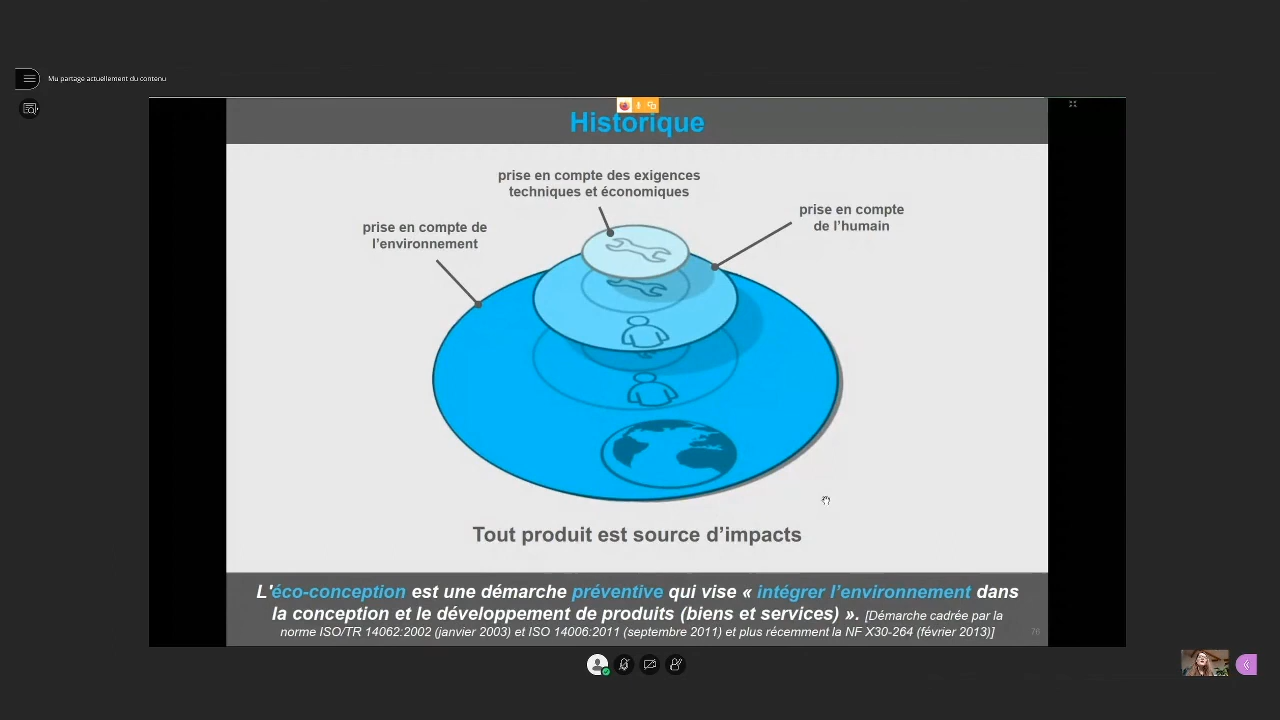 Mu partage actuellement du contenu
Historique
prise en compte des exigences
techniques et économiques
prise en compte
de l’humain
prise en compte de
l’environnement
Tout produit est source d’impacts
L'éco-conception est une démarche préventive qui vise « intégrer l’environnement dans
la conception et le développement de produits (biens et services) ». [Démarche cadrée par la
norme ISO/TR 14062:2002 (janvier 2003) et ISO 14006:2011 (septembre 2011) et plus récemment la NF X30-264 (février 2013)]
76